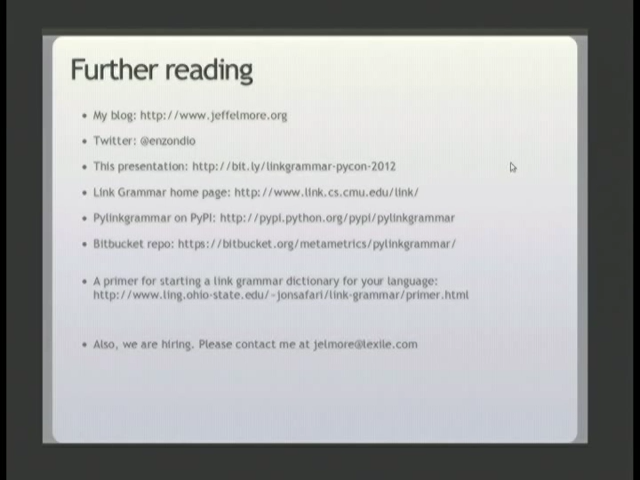 Further reading
• My blog: http://www.jeffelmore.org
• Twitter: @enzondio
• This presentation: http://bit.ly/linkgrammar-pycon-2012
• Link Grammar home page: http://www.link.cs.cmu.edu/link/
• Pylinkgrammar on PyPI: http://pypi.python.org/pypi/pylinkgrammar
• Bitbucket repo: https://bitbucket.org/metametrics/pylinkgrammar/
• A primer for starting a link grammar dictionary for your language:
http://www.ling.ohio-state.edu/~jonsafari/link-grammar/primer.html
• Also, we are hiring. Please contact me at jelmore@lexile.com